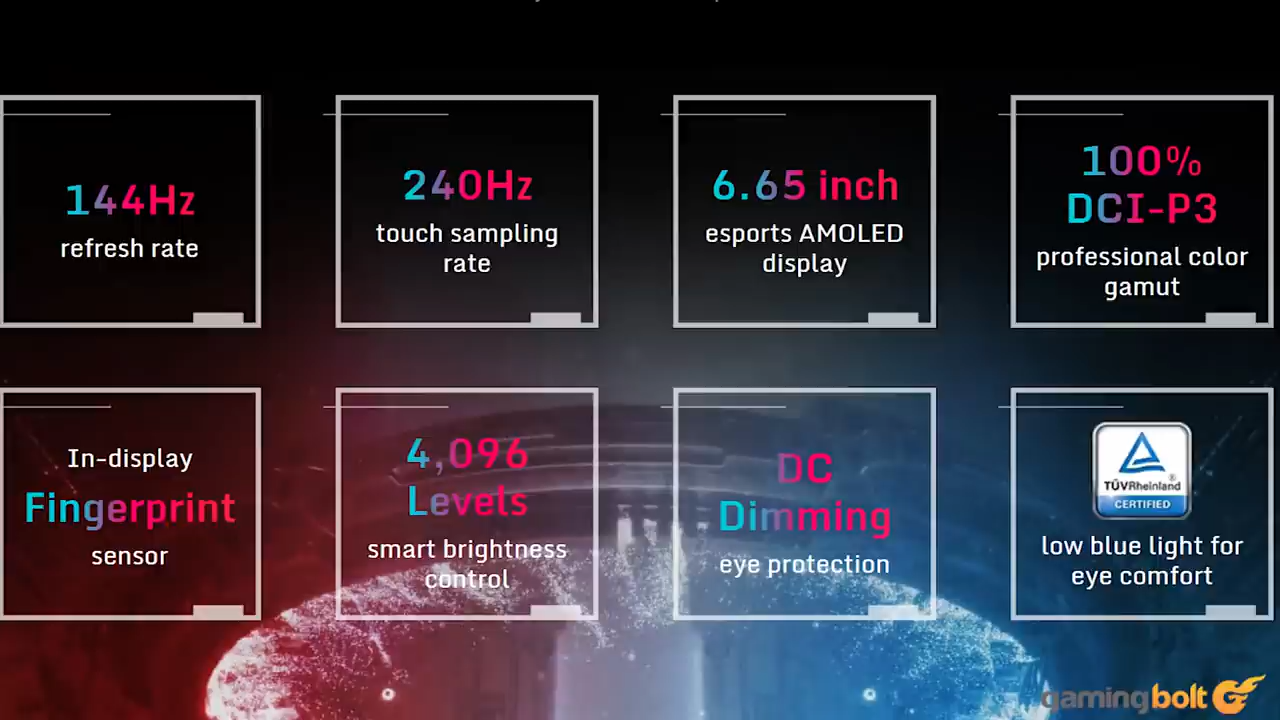 144Hz
refresh rate
240Hz
touch sampling
rate
6.65 inch
esports AMOLED
display
100%
DCI-P3
professional color
gamut
In-display
Fingerprint
sensor
4,096
Levels
smart brightness
control
DC
Dimming
eye protection
TÜVRheinland®
CERTIFIED
low blue light for
eye comfort
gamingbolt